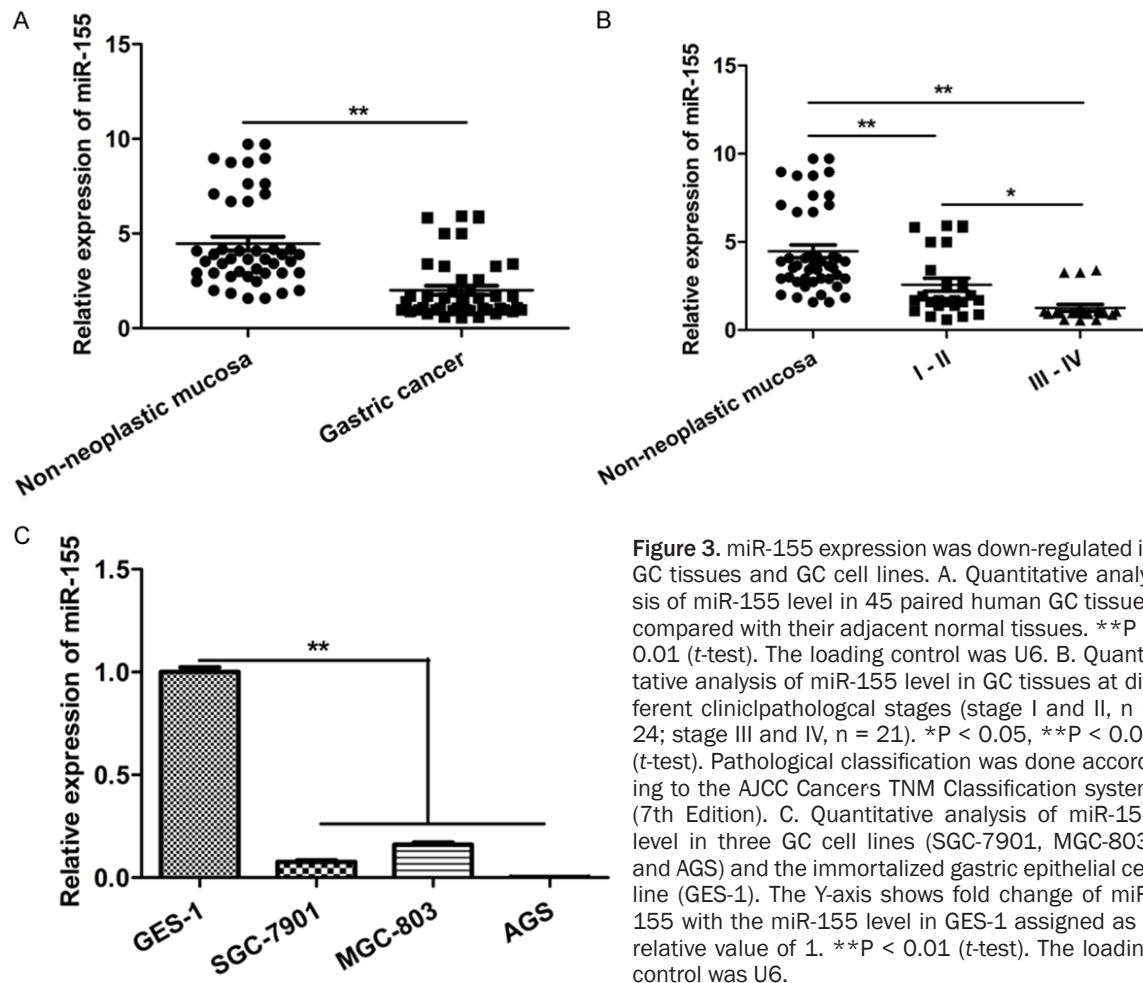 A
Relative expression of miR-155
15
10
5
0
**
Non-neoplastic mucosa
Gastric cancer
B
Relative expression of miR-155
15
10
5
0
**
**
*
Non-neoplastic mucosa
I - II
III - IV
C
Relative expression of miR-155
1.5
1.0
0.5
0.0
**
GES-1
SGC-7901
MGC-803
AGS
Figure 3. miR-155 expression was down-regulated i
GC tissues and GC cell lines. A. Quantitative analy
sis of miR-155 level in 45 paired human GC tissue
compared with their adjacent normal tissues. **P
0.01 (t-test). The loading control was U6. B. Quant
tative analysis of miR-155 level in GC tissues at di
ferent cliniclpathologcal stages (stage I and II, n
24; stage III and IV, n = 21). *P < 0.05, **P < 0.0
(t-test). Pathological classification was done accord
ing to the AJCC Cancers TNM Classification system
(7th Edition). C. Quantitative analysis of miR-15
level in three GC cell lines (SGC-7901, MGC-803
and AGS) and the immortalized gastric epithelial ce
line (GES-1). The Y-axis shows fold change of miR
155 with the miR-155 level in GES-1 assigned as
relative value of 1. **P < 0.01 (t-test). The loading
control was U6.